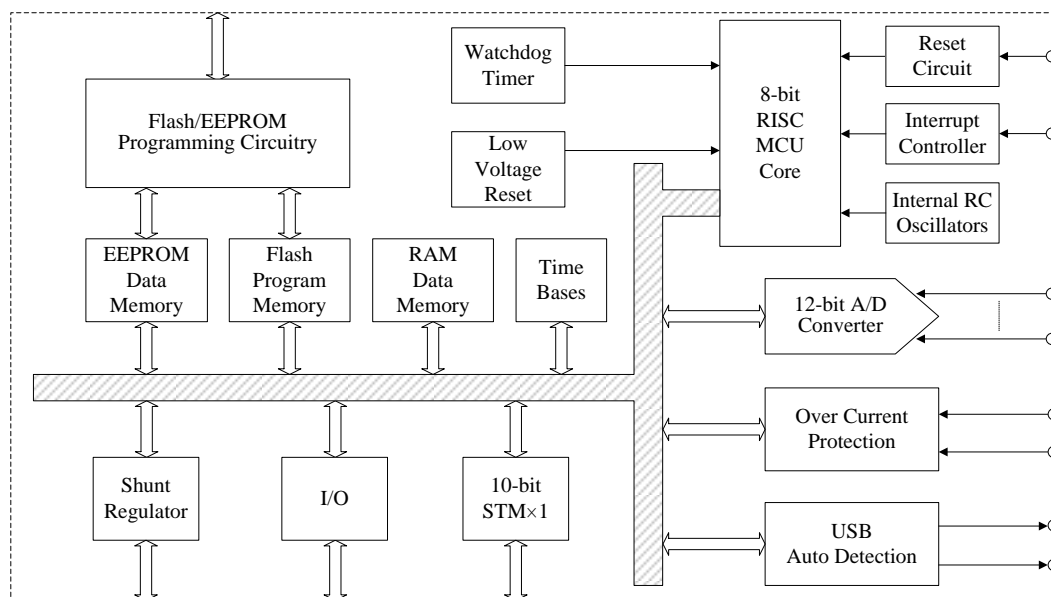 Watchdog
Timer
8-bit
RISC
MCU
Core
Reset
Circuit
Flash/EEPROM
Programming Circuitry
Low
Voltage
Reset
Interrupt
Controller
Internal RC
Oscillators
EEPROM
Data
Memory
Flash
Program
Memory
RAM
Data
Memory
Time
Bases
12-bit A/D
Converter
Over Current
Protection
Shunt
Regulator
I/O
10-bit
STM×1
USB
Auto Detection